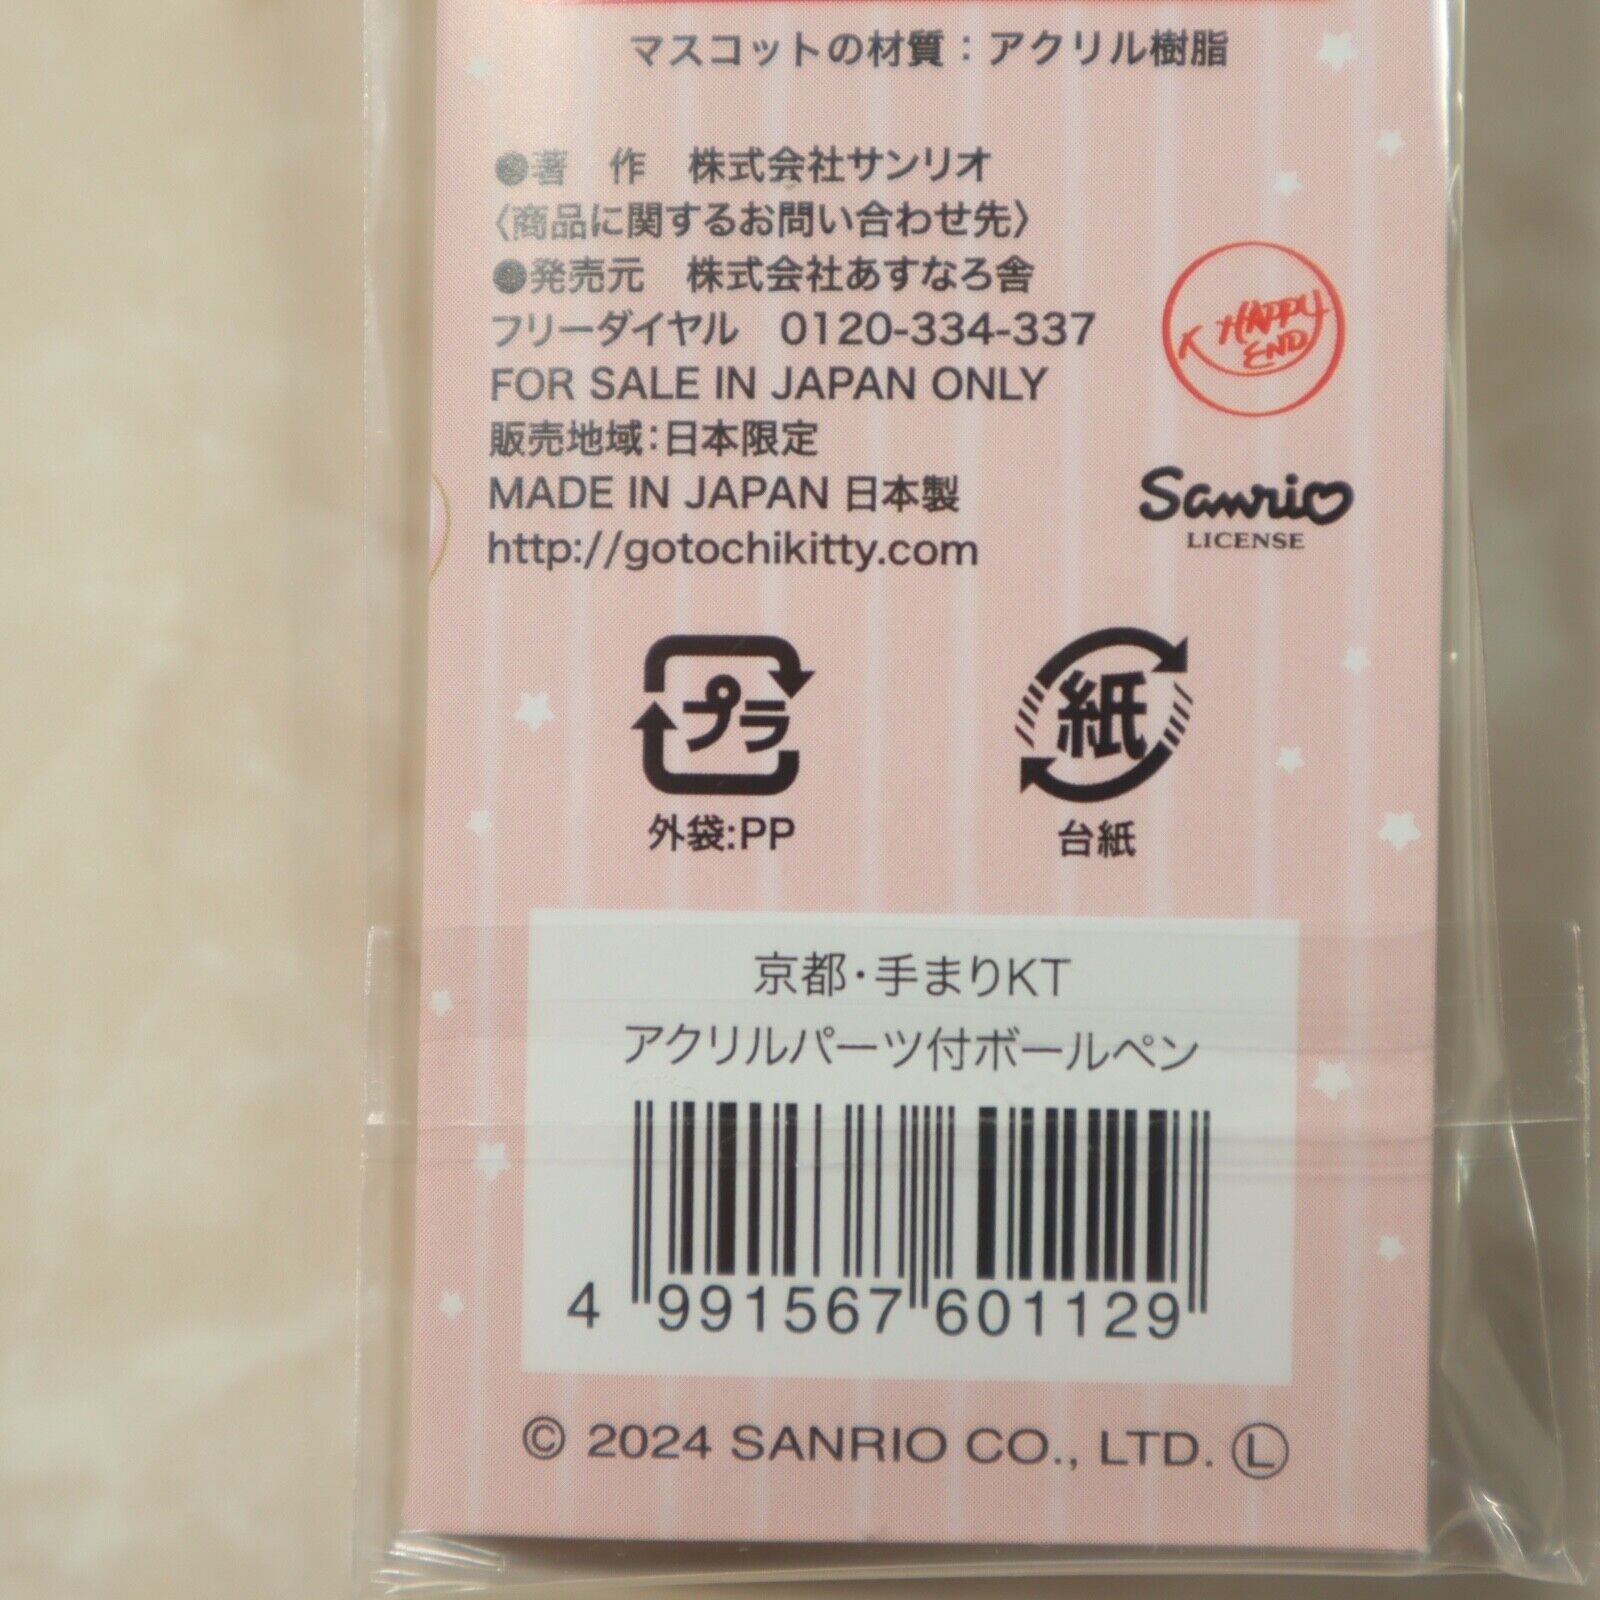 マスコットの材質：アクリル樹脂
●著　作　株式会社サンリオ
〈商品に関するお問い合わせ先〉
●発売元　株式会社あすなろ舎
フリーダイヤル　0120-334-337
FOR SALE IN JAPAN ONLY
販売地域：日本限定
MADE IN JAPAN 日本製
http://gotochikitty.com
K HAPPY
END
Sanrio
LICENSE
プラ
外袋:PP
紙
台紙
京都・手まりKT
アクリルパーツ付ボールペン
4 991567 601129
© 2024 SANRIO CO., LTD. Ⓛ